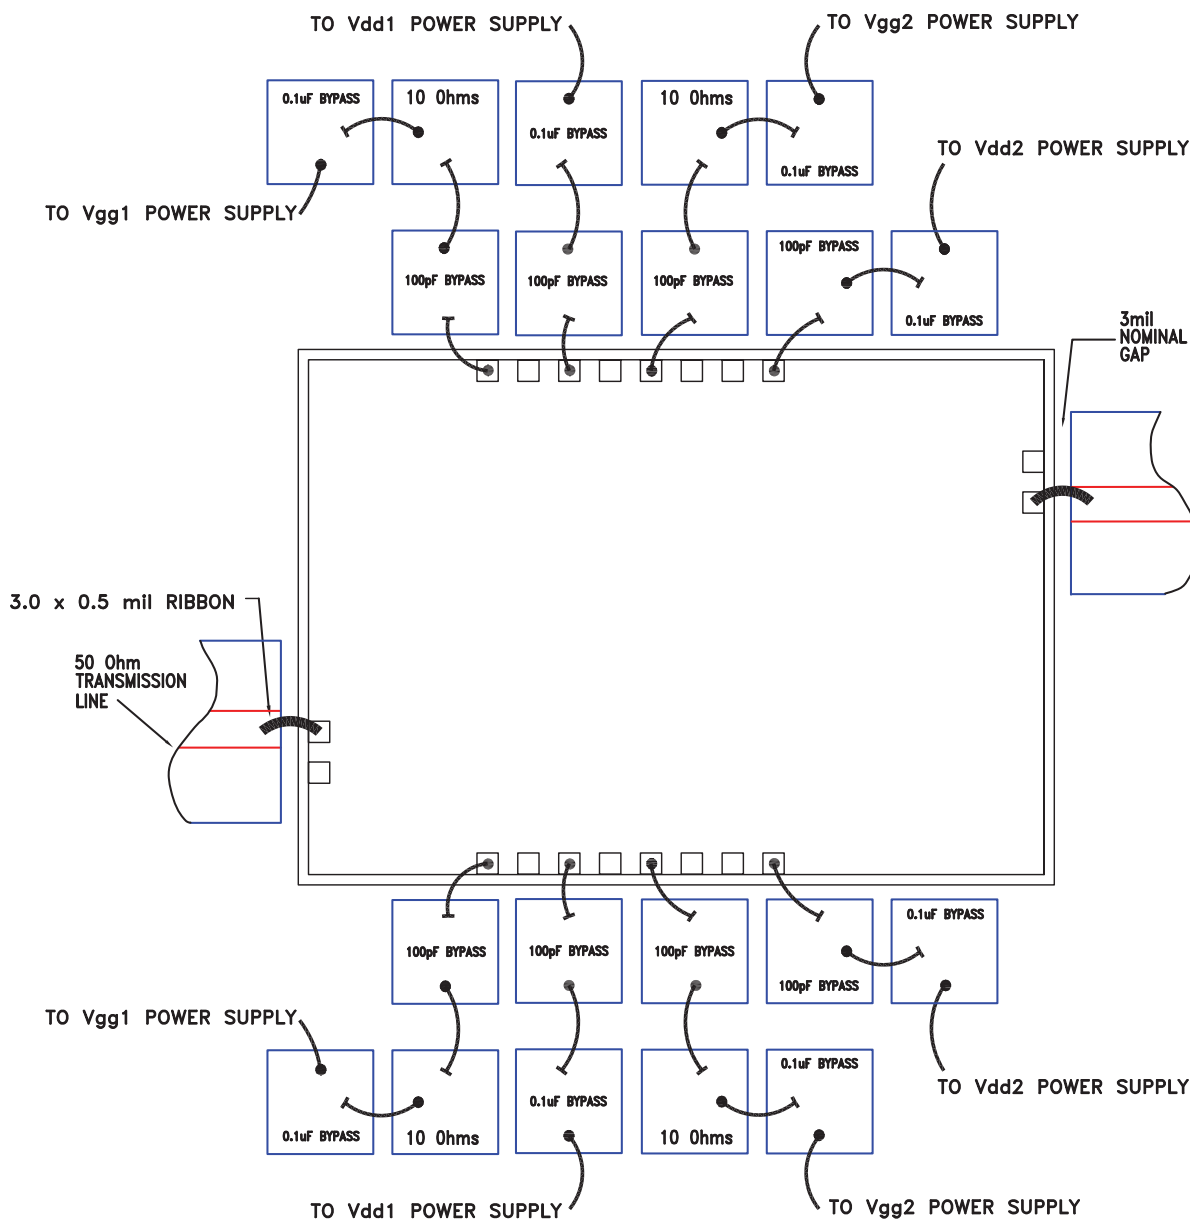 TO Vdd1 POWER SUPPLY
TO Vgg2 POWER SUPPLY
0.1uF BYPASS
10 Ohms
0.1uF BYPASS
10 Ohms
0.1uF BYPASS
TO Vdd2 POWER SUPPLY
TO Vgg1 POWER SUPPLY
100pF BYPASS
100pF BYPASS
100pF BYPASS
100pF BYPASS
0.1uF BYPASS
3mil
NOMINAL
GAP
3.0 x 0.5 mil RIBBON
50 Ohm
TRANSMISSION
LINE
100pF BYPASS
100pF BYPASS
100pF BYPASS
100pF BYPASS
0.1uF BYPASS
TO Vgg1 POWER SUPPLY
0.1uF BYPASS
10 Ohms
0.1uF BYPASS
10 Ohms
0.1uF BYPASS
TO Vdd2 POWER SUPPLY
TO Vdd1 POWER SUPPLY
TO Vgg2 POWER SUPPLY